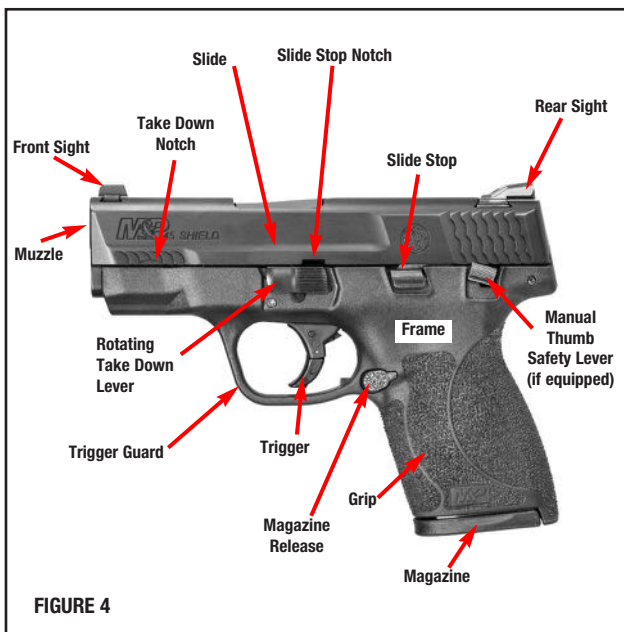 Slide
Slide Stop Notch
Rear Sight
Take Down
Notch
Front Sight
Slide Stop
M&P 45 SHIELD
Muzzle
Frame
Manual
Thumb
Safety Lever
(if equipped)
Rotating
Take Down
Lever
Trigger Guard
Trigger
Grip
Magazine
Release
M&P
Magazine
FIGURE 4